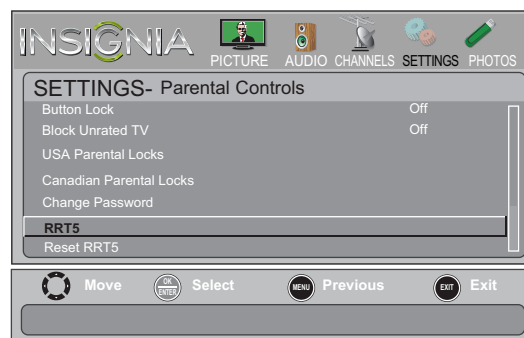 INSIGNIA
PICTURE AUDIO CHANNELS SETTINGS PHOTOS
SETTINGS- Parental Controls
Button Lock Off
Block Unrated TV Off
USA Parental Locks
Canadian Parental Locks
Change Password
RRT5
Reset RRT5
Move OK ENTER Select MENU Previous EXIT Exit